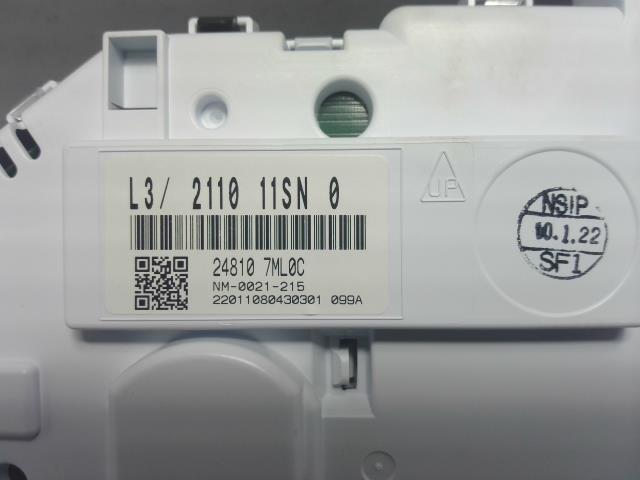 L3/ 2110 11SN 0
24810 7ML0C
NM-0021-215
22011080430301 099A
UP
NSIP
10.1.22
SF1